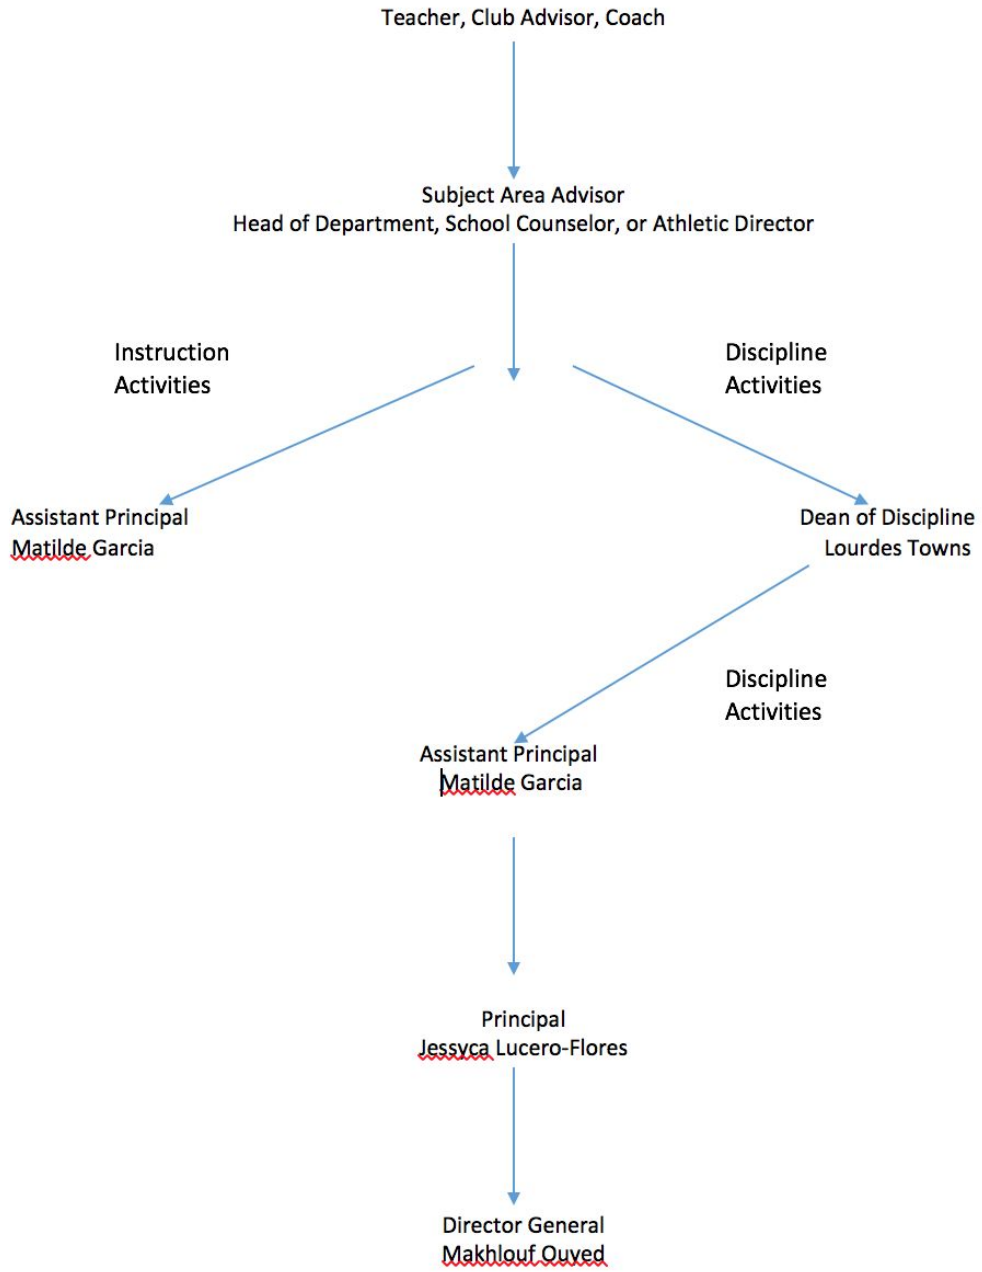 Teacher, Club Advisor, Coach
Subject Area Advisor
Head of Department, School Counselor, or Athletic Director
Instruction
Activities
Discipline
Activities
Assistant Principal
Matilde Garcia
Dean of Discipline
Lourdes Towns
Discipline
Activities
Assistant Principal
Matilde Garcia
Principal
Jessyca Lucero-Flores
Director General
Makhlouf Ouyed